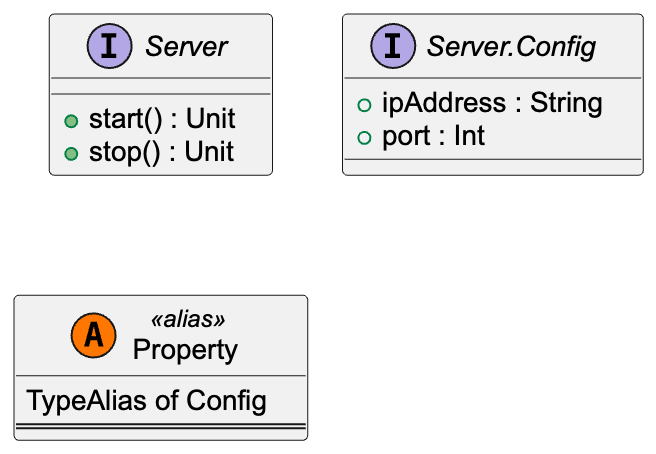 I Server
start() : Unit
stop() : Unit
I Server.Config
ipAddress : String
port : Int
A «alias»
Property
TypeAlias of Config